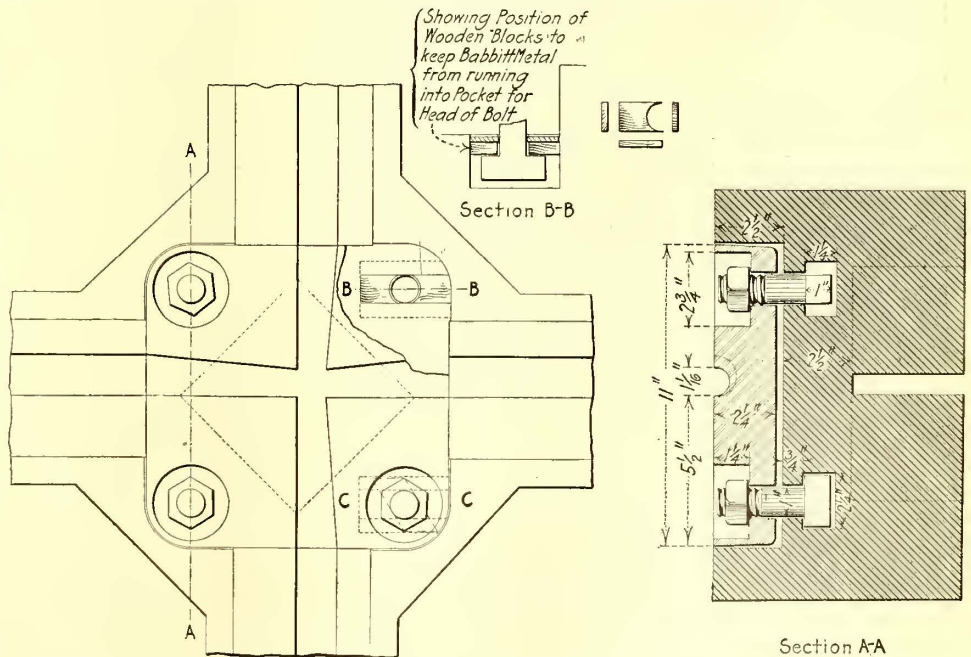 Showing Position of
Wooden Blocks to
keep Babbitt Metal
from running
into Pocket for
Head of Bolt
Section B-B
A
B
B
C
C
A
2 1/2"
1 1/4"
2 3/4"
1"
11"
1 1/16"
2 1/2"
2 1/4"
5 1/2"
1 1/4"
3/4"
1"
2 1/4"
Section A-A